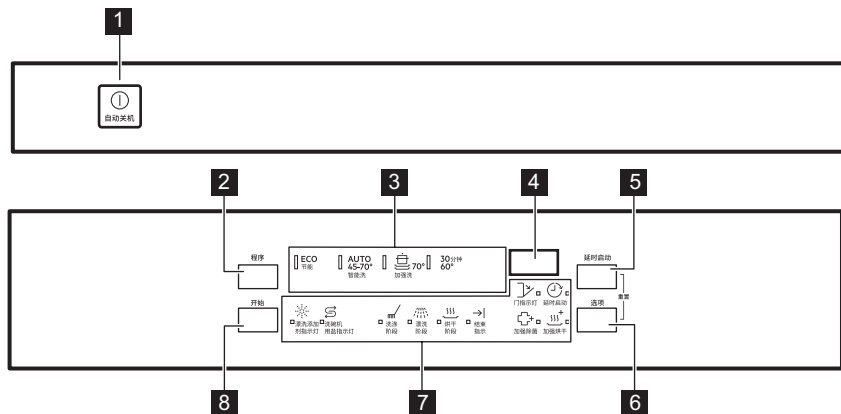 1
自动关机
2
3
4
5
程序
ECO
节能
AUTO
45-70°
智能洗
70°
加强洗
30分钟
60°
延时启动
开始
门指示灯
延时启动
重置
选项
漂洗添加
剂指示灯
洗碗机
用盐指示灯
洗涤
阶段
漂洗
阶段
烘干
阶段
结束
指示
加强除菌
加强烘干
8
7
6